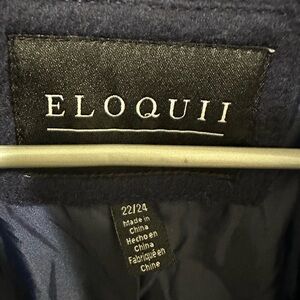 ELOQUII
22/24
Made in
China
Hecho en
China
Fabriqué en
Chine